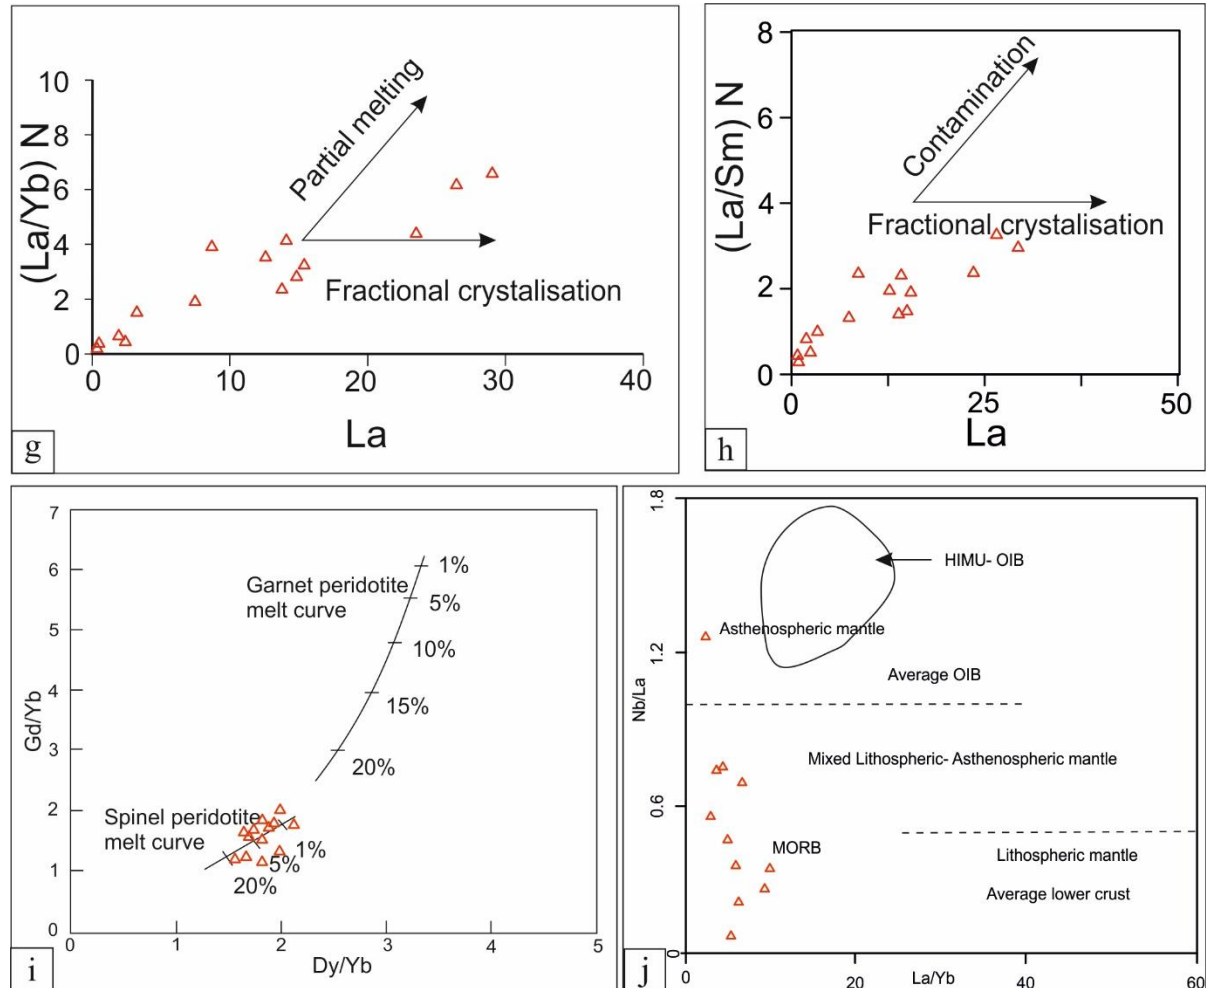 10
8
6
4
2
0
(La/Yb) N
Partial melting
Fractional crystalisation
0
10
20
30
40
La
g
8
6
4
2
0
(La/Sm) N
Contamination
Fractional crystalisation
0
25
50
La
h
7
6
5
4
3
2
1
0
Gd/Yb
Garnet peridotite
melt curve
1%
5%
10%
15%
20%
Spinel peridotite
melt curve
1%
5%
20%
0
1
2
3
4
5
Dy/Yb
i
1.8
1.2
0.6
0
Nb/La
HIMU- OIB
Asthenospheric mantle
Average OIB
Mixed Lithospheric- Asthenospheric mantle
MORB
Lithospheric mantle
Average lower crust
0
20
40
60
La/Yb
j